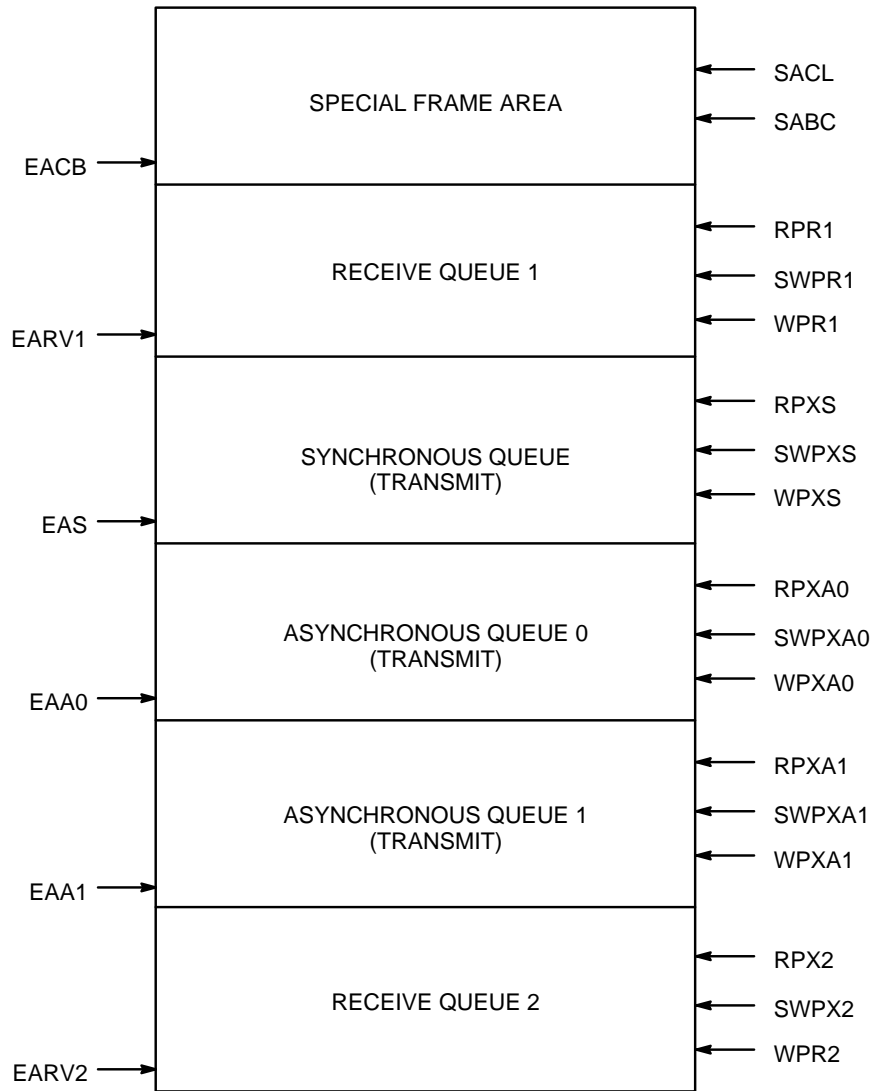 SACL
SPECIAL FRAME AREA
SABC
EACB
RPR1
RECEIVE QUEUE 1
SWPR1
WPR1
EARV1
RPXS
SYNCHRONOUS QUEUE
(TRANSMIT)
SWPXS
WPXS
EAS
RPXA0
ASYNCHRONOUS QUEUE 0
(TRANSMIT)
SWPXA0
WPXA0
EAA0
RPXA1
ASYNCHRONOUS QUEUE 1
(TRANSMIT)
SWPXA1
WPXA1
EAA1
RPX2
RECEIVE QUEUE 2
SWPX2
WPR2
EARV2